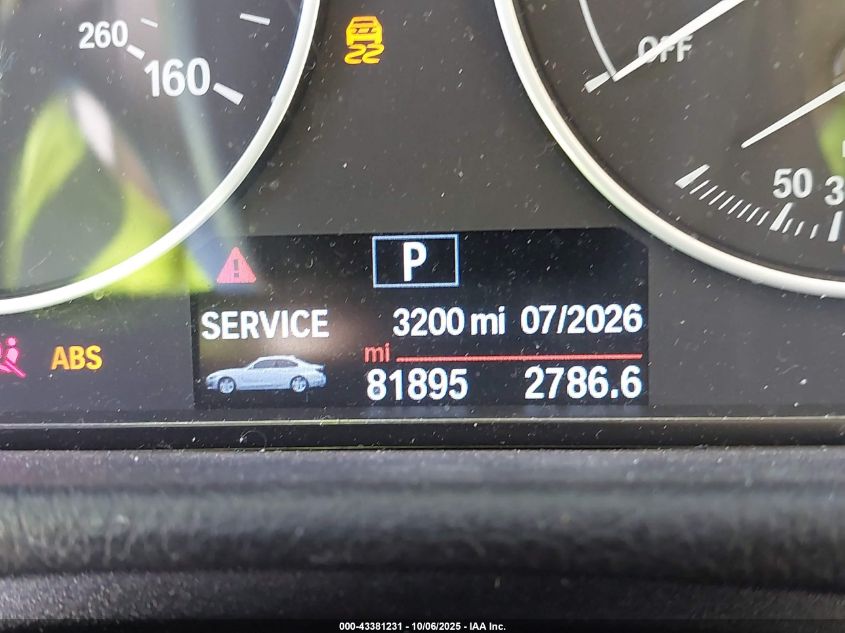 260
160
OFF
50
3
P
SERVICE 3200 mi 07/2026
ABS
mi
81895 2786.6
000-43381231 - 10/06/2025 - IAA Inc.